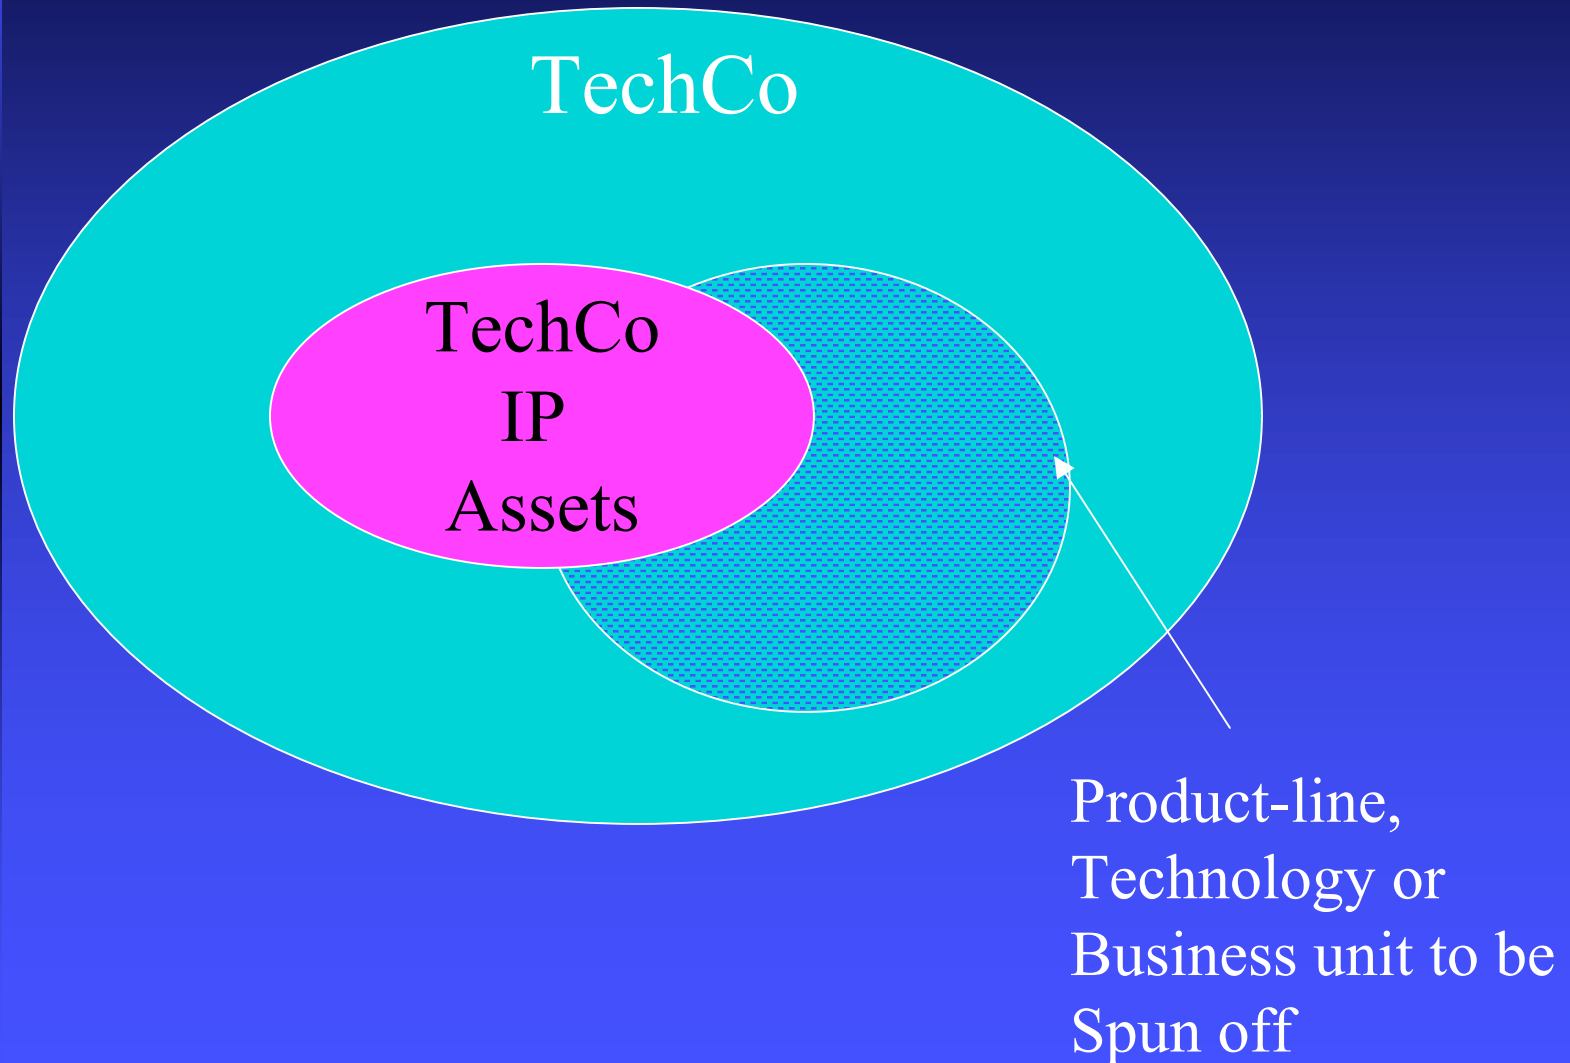 TechCo
TechCo
IP
Assets
Product-line,
Technology or
Business unit to be
Spun off